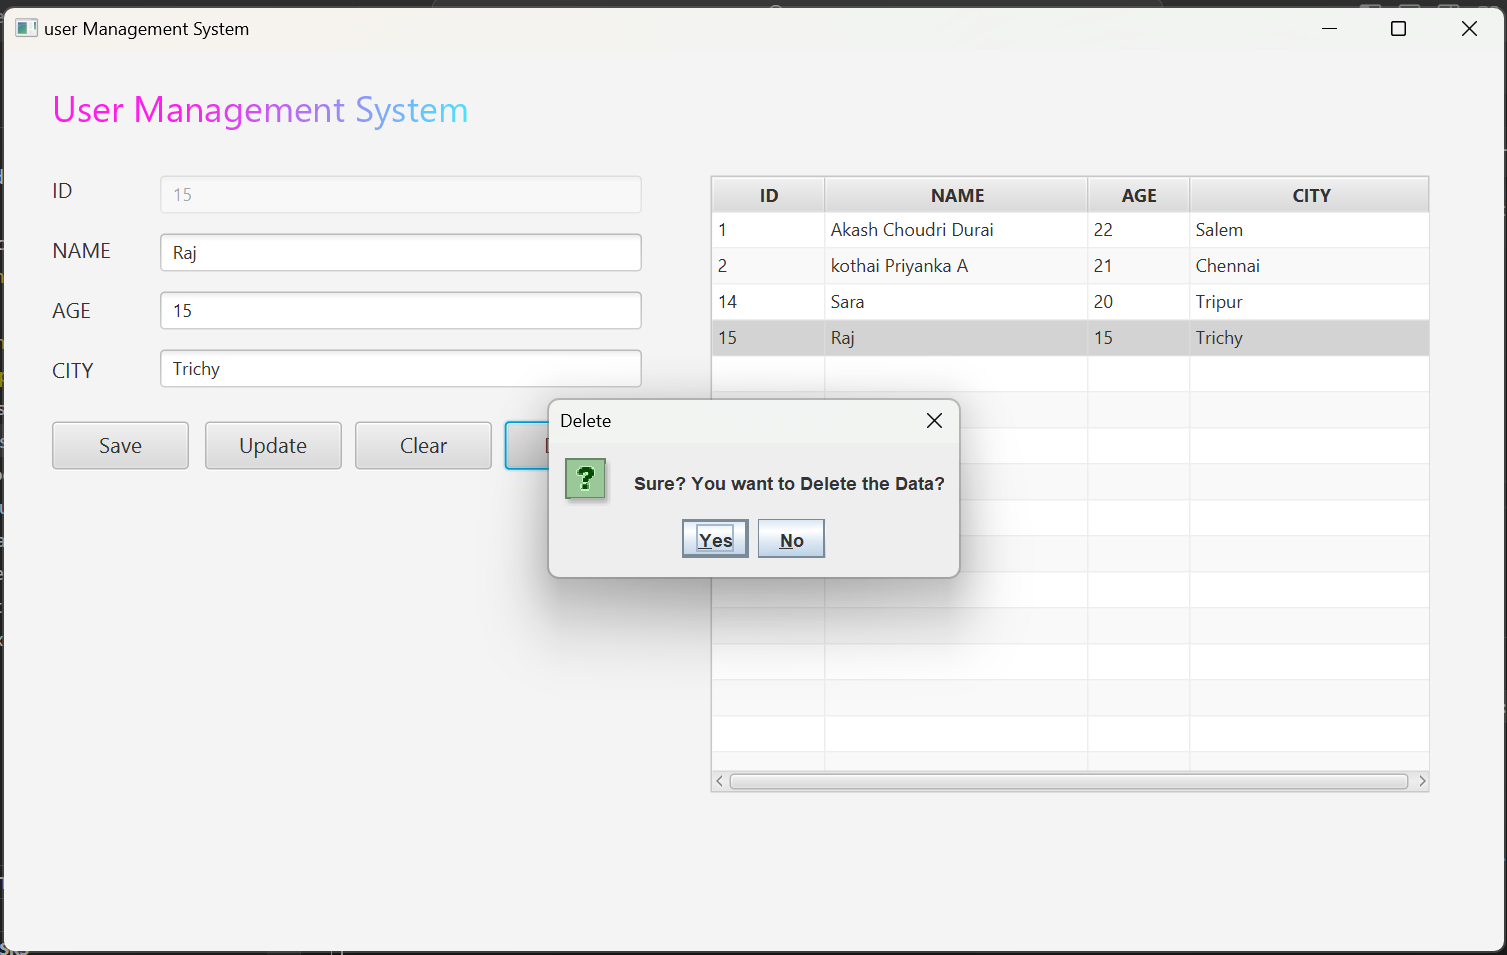 user Management System
User Management System
ID
15
NAME
Raj
AGE
15
CITY
Trichy
Save
Update
Clear
ID NAME AGE CITY
1 Akash Choudri Durai 22 Salem
2 kothai Priyanka A 21 Chennai
14 Sara 20 Tripur
15 Raj 15 Trichy
Delete
Sure? You want to Delete the Data?
Yes
No